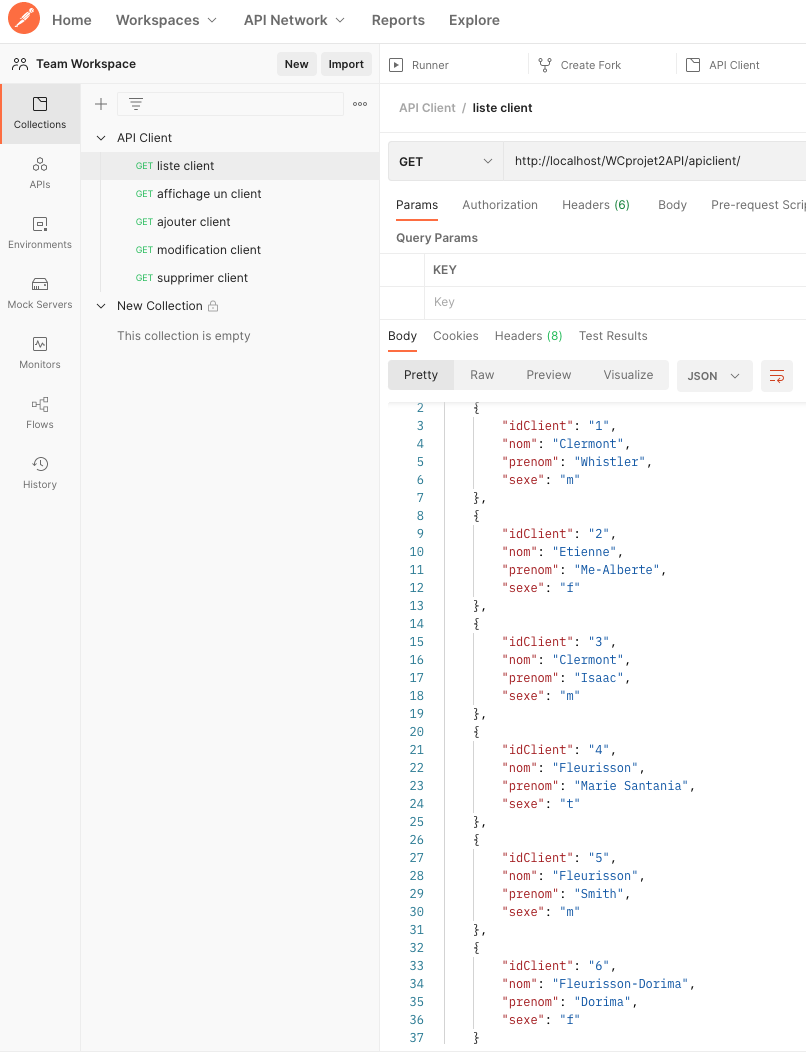 Home Workspaces API Network Reports Explore
Team Workspace New Import
Runner Create Fork API Client
Collections
APIs
Environments
Mock Servers
Monitors
Flows
History
API Client
GET liste client
GET affichage un client
GET ajouter client
GET modification client
GET supprimer client
New Collection
This collection is empty
API Client / liste client
GET http://localhost/WCprojet2API/apiclient/
Params Authorization Headers (6) Body Pre-request Scrip
Query Params
KEY
Key
Body Cookies Headers (8) Test Results
Pretty Raw Preview Visualize JSON
2 {
3 "idClient": "1",
4 "nom": "Clermont",
5 "prenom": "Whistler",
6 "sexe": "m"
7 },
8 {
9 "idClient": "2",
10 "nom": "Etienne",
11 "prenom": "Me-Alberte",
12 "sexe": "f"
13 },
14 {
15 "idClient": "3",
16 "nom": "Clermont",
17 "prenom": "Isaac",
18 "sexe": "m"
19 },
20 {
21 "idClient": "4",
22 "nom": "Fleurisson",
23 "prenom": "Marie Santania",
24 "sexe": "t"
25 },
26 {
27 "idClient": "5",
28 "nom": "Fleurisson",
29 "prenom": "Smith",
30 "sexe": "m"
31 },
32 {
33 "idClient": "6",
34 "nom": "Fleurisson-Dorima",
35 "prenom": "Dorima",
36 "sexe": "f"
37 }